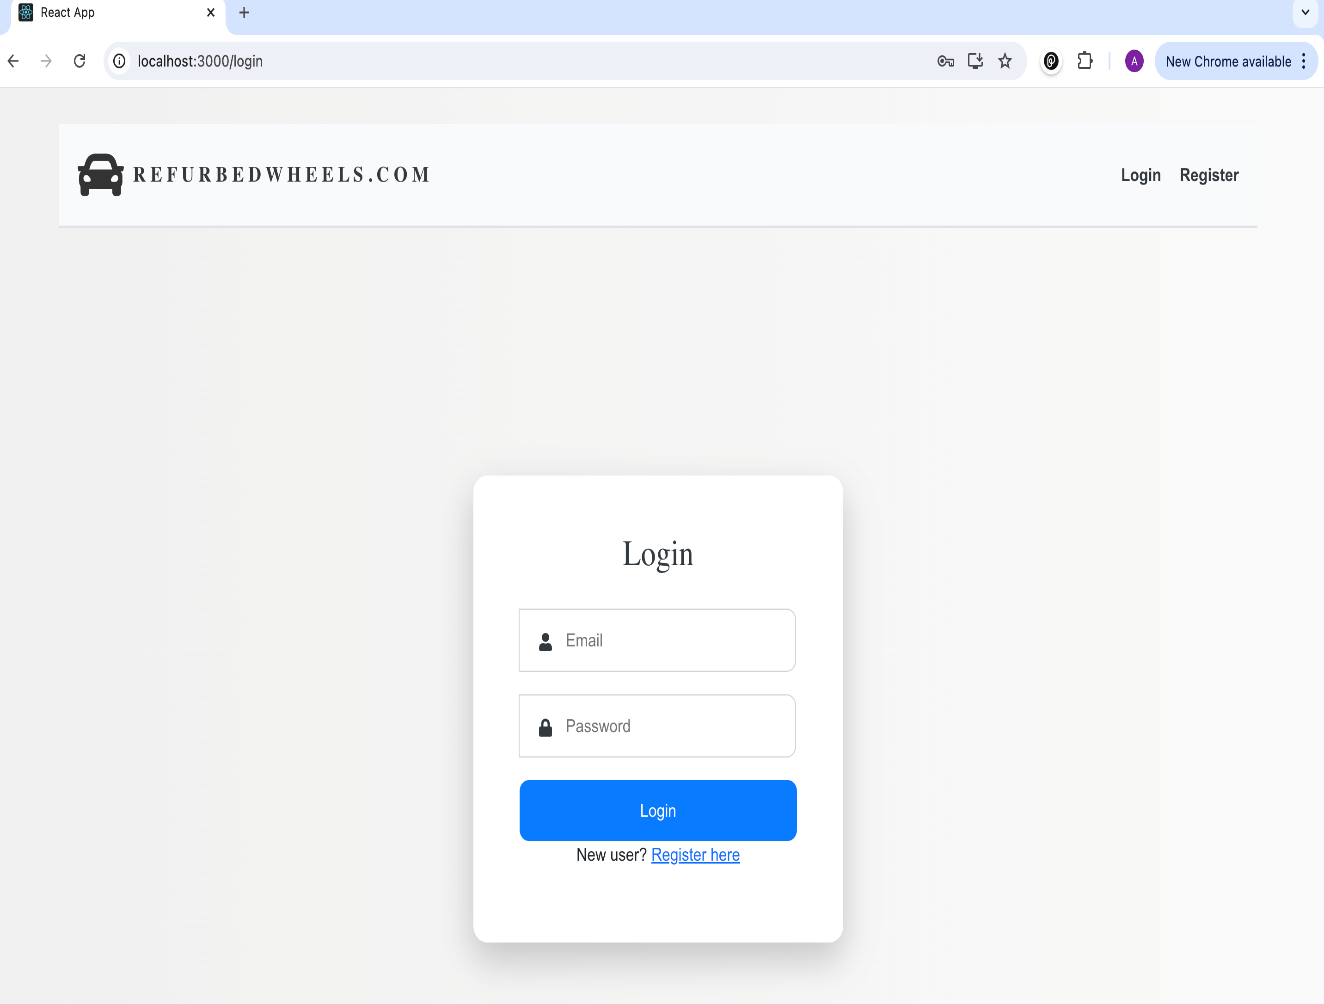 React App
localhost:3000/login
A
New Chrome available
REFURBEDWHEELS.COM
Login Register
Login
Email
Password
Login
New user? Register here